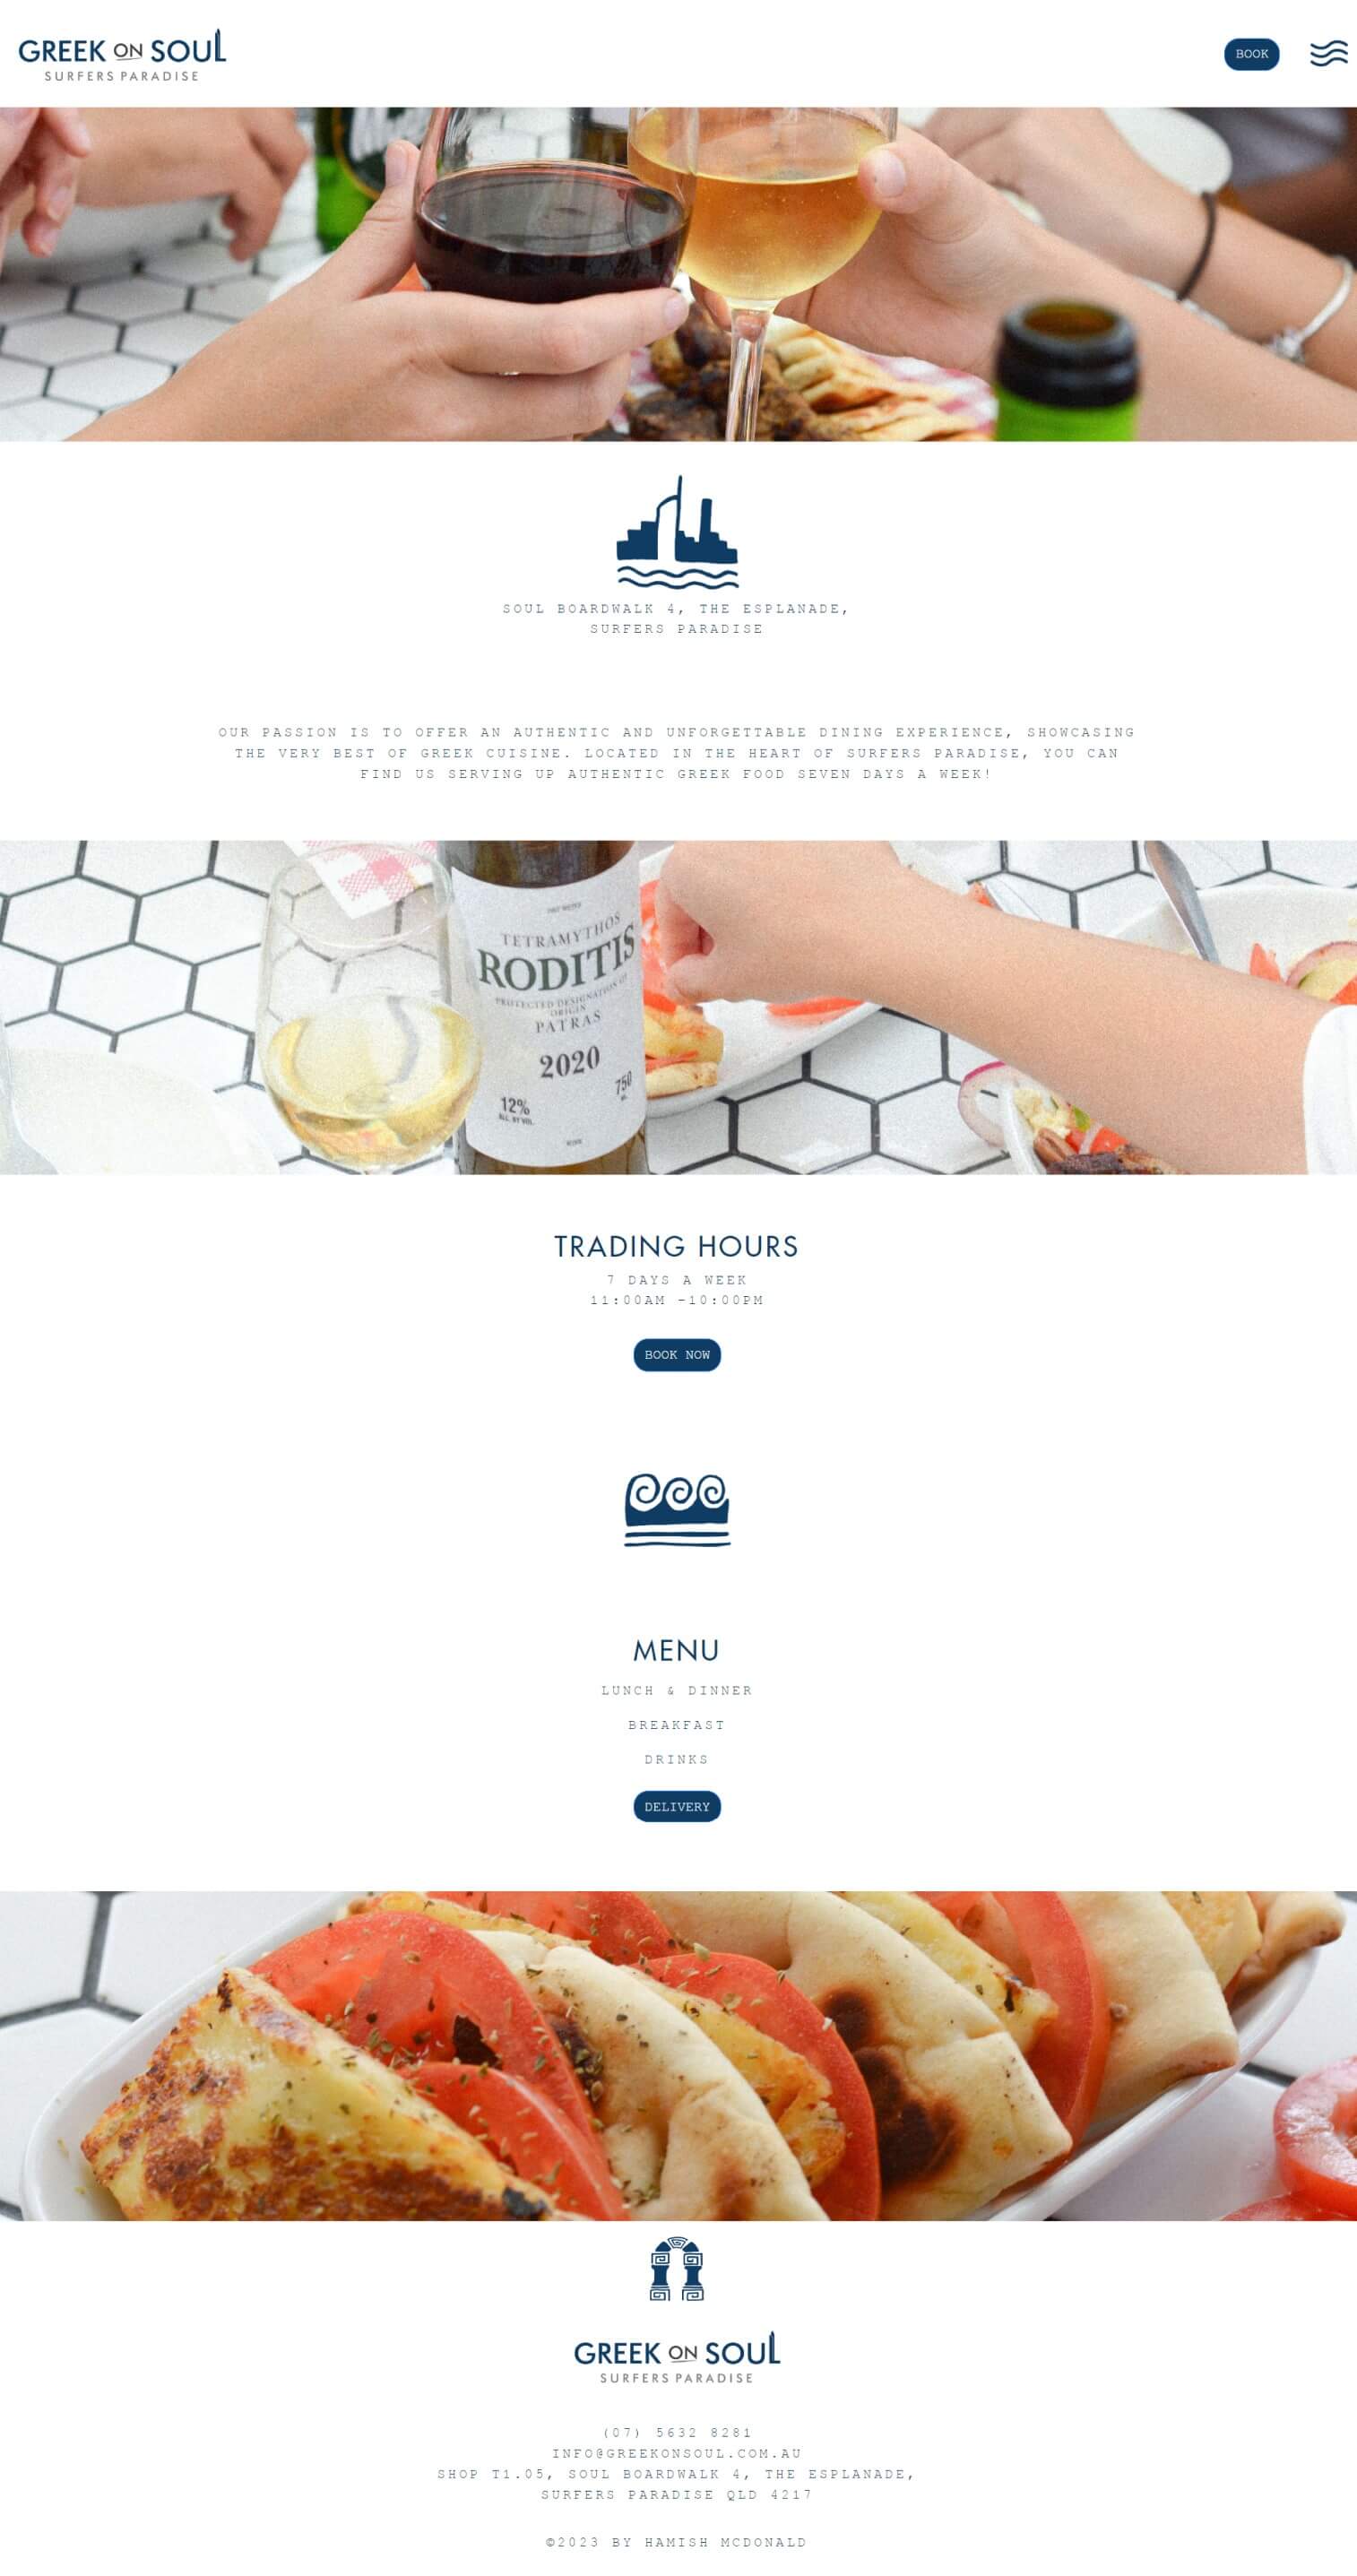 GREEK ON SOUL
SURFERS PARADISE
BOOK
SOUL BOARDWALK 4, THE ESPLANADE,
SURFERS PARADISE
OUR PASSION IS TO OFFER AN AUTHENTIC AND UNFORGETTABLE DINING EXPERIENCE, SHOWCASING
THE VERY BEST OF GREEK CUISINE. LOCATED IN THE HEART OF SURFERS PARADISE, YOU CAN
FIND US SERVING UP AUTHENTIC GREEK FOOD SEVEN DAYS A WEEK!
TETRAMYTHOS
RODITIS
PROTECTED DESIGNATION OF
ORIGIN
PATRAS
2020
750
12%
ALC. BY VOL.
TRADING HOURS
7 DAYS A WEEK
11:00AM -10:00PM
BOOK NOW
MENU
LUNCH & DINNER
BREAKFAST
DRINKS
DELIVERY
GREEK ON SOUL
SURFERS PARADISE
(07) 5632 8281
INFO@GREEKONSOUL.COM.AU
SHOP T1.05, SOUL BOARDWALK 4, THE ESPLANADE,
SURFERS PARADISE QLD 4217
©2023 BY HAMISH MCDONALD